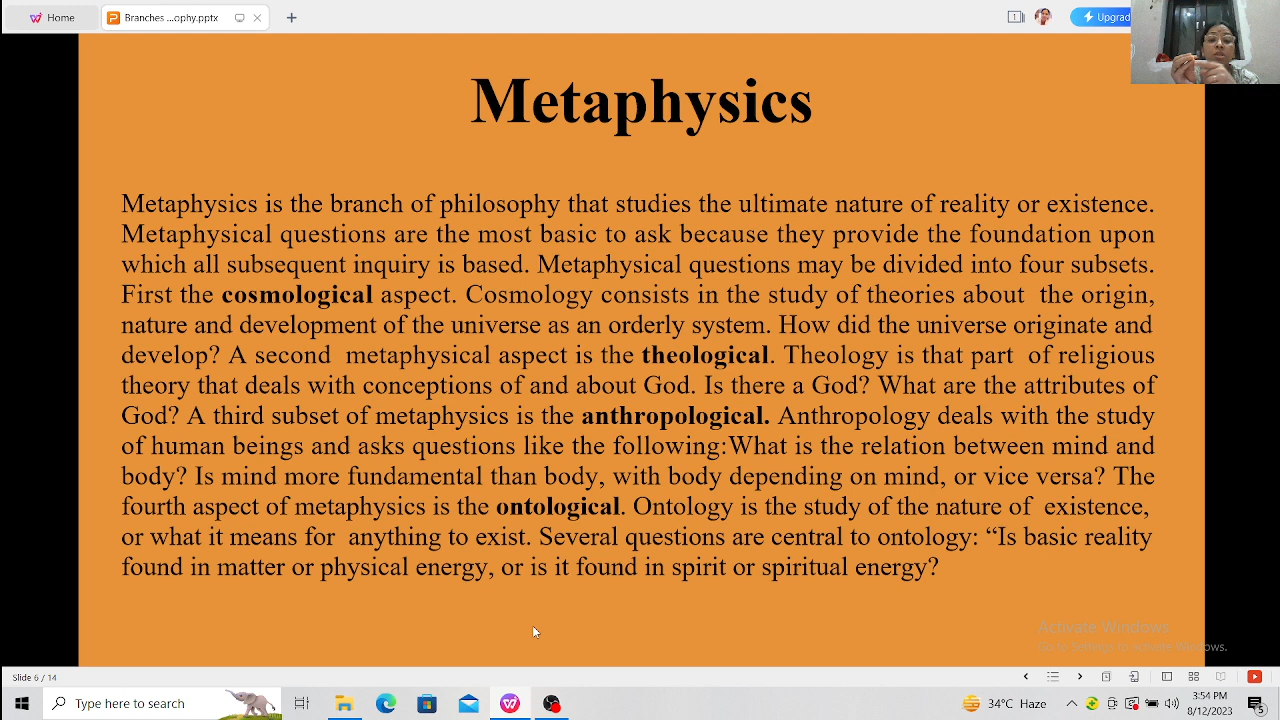 Home
Branches ...ophy.pptx
Upgrad
Metaphysics
Metaphysics is the branch of philosophy that studies the ultimate nature of reality or existence.
Metaphysical questions are the most basic to ask because they provide the foundation upon
which all subsequent inquiry is based. Metaphysical questions may be divided into four subsets.
First the cosmological aspect. Cosmology consists in the study of theories about the origin,
nature and development of the universe as an orderly system. How did the universe originate and
develop? A second metaphysical aspect is the theological. Theology is that part of religious
theory that deals with conceptions of and about God. Is there a God? What are the attributes of
God? A third subset of metaphysics is the anthropological. Anthropology deals with the study
of human beings and asks questions like the following:What is the relation between mind and
body? Is mind more fundamental than body, with body depending on mind, or vice versa? The
fourth aspect of metaphysics is the ontological. Ontology is the study of the nature of existence,
or what it means for anything to exist. Several questions are central to ontology: “Is basic reality
found in matter or physical energy, or is it found in spirit or spiritual energy?
Activate Windows
Go to Settings to activate Windows.
Slide 6 / 14
Type here to search
34°C Haze
3:54 PM
8/12/2023
5